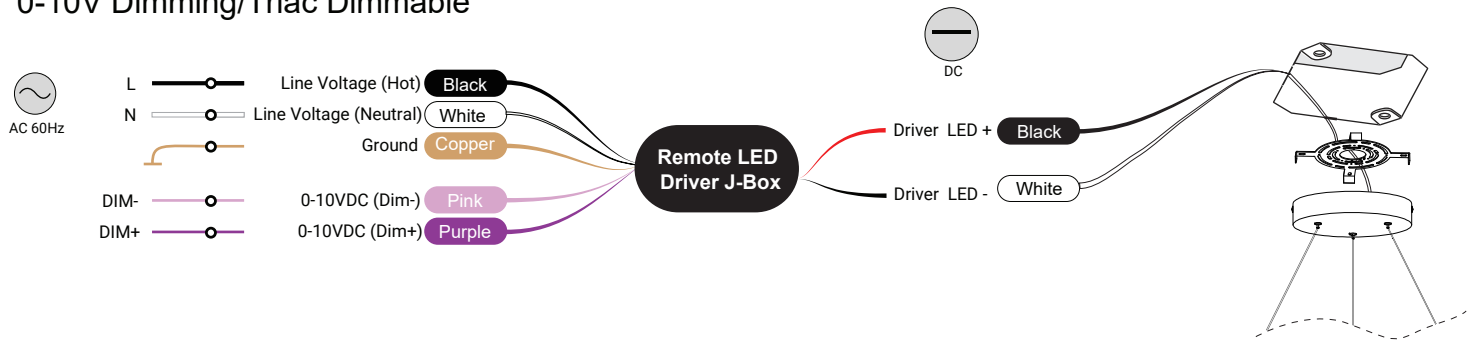 0-10V Dimming/Triac Dimmable
AC 60Hz
L Line Voltage (Hot) Black
N Line Voltage (Neutral) White
Ground Copper
DIM- 0-10VDC (Dim-) Pink
DIM+ 0-10VDC (Dim+) Purple
Remote LED
Driver J-Box
DC
Driver LED + Black
Driver LED - White